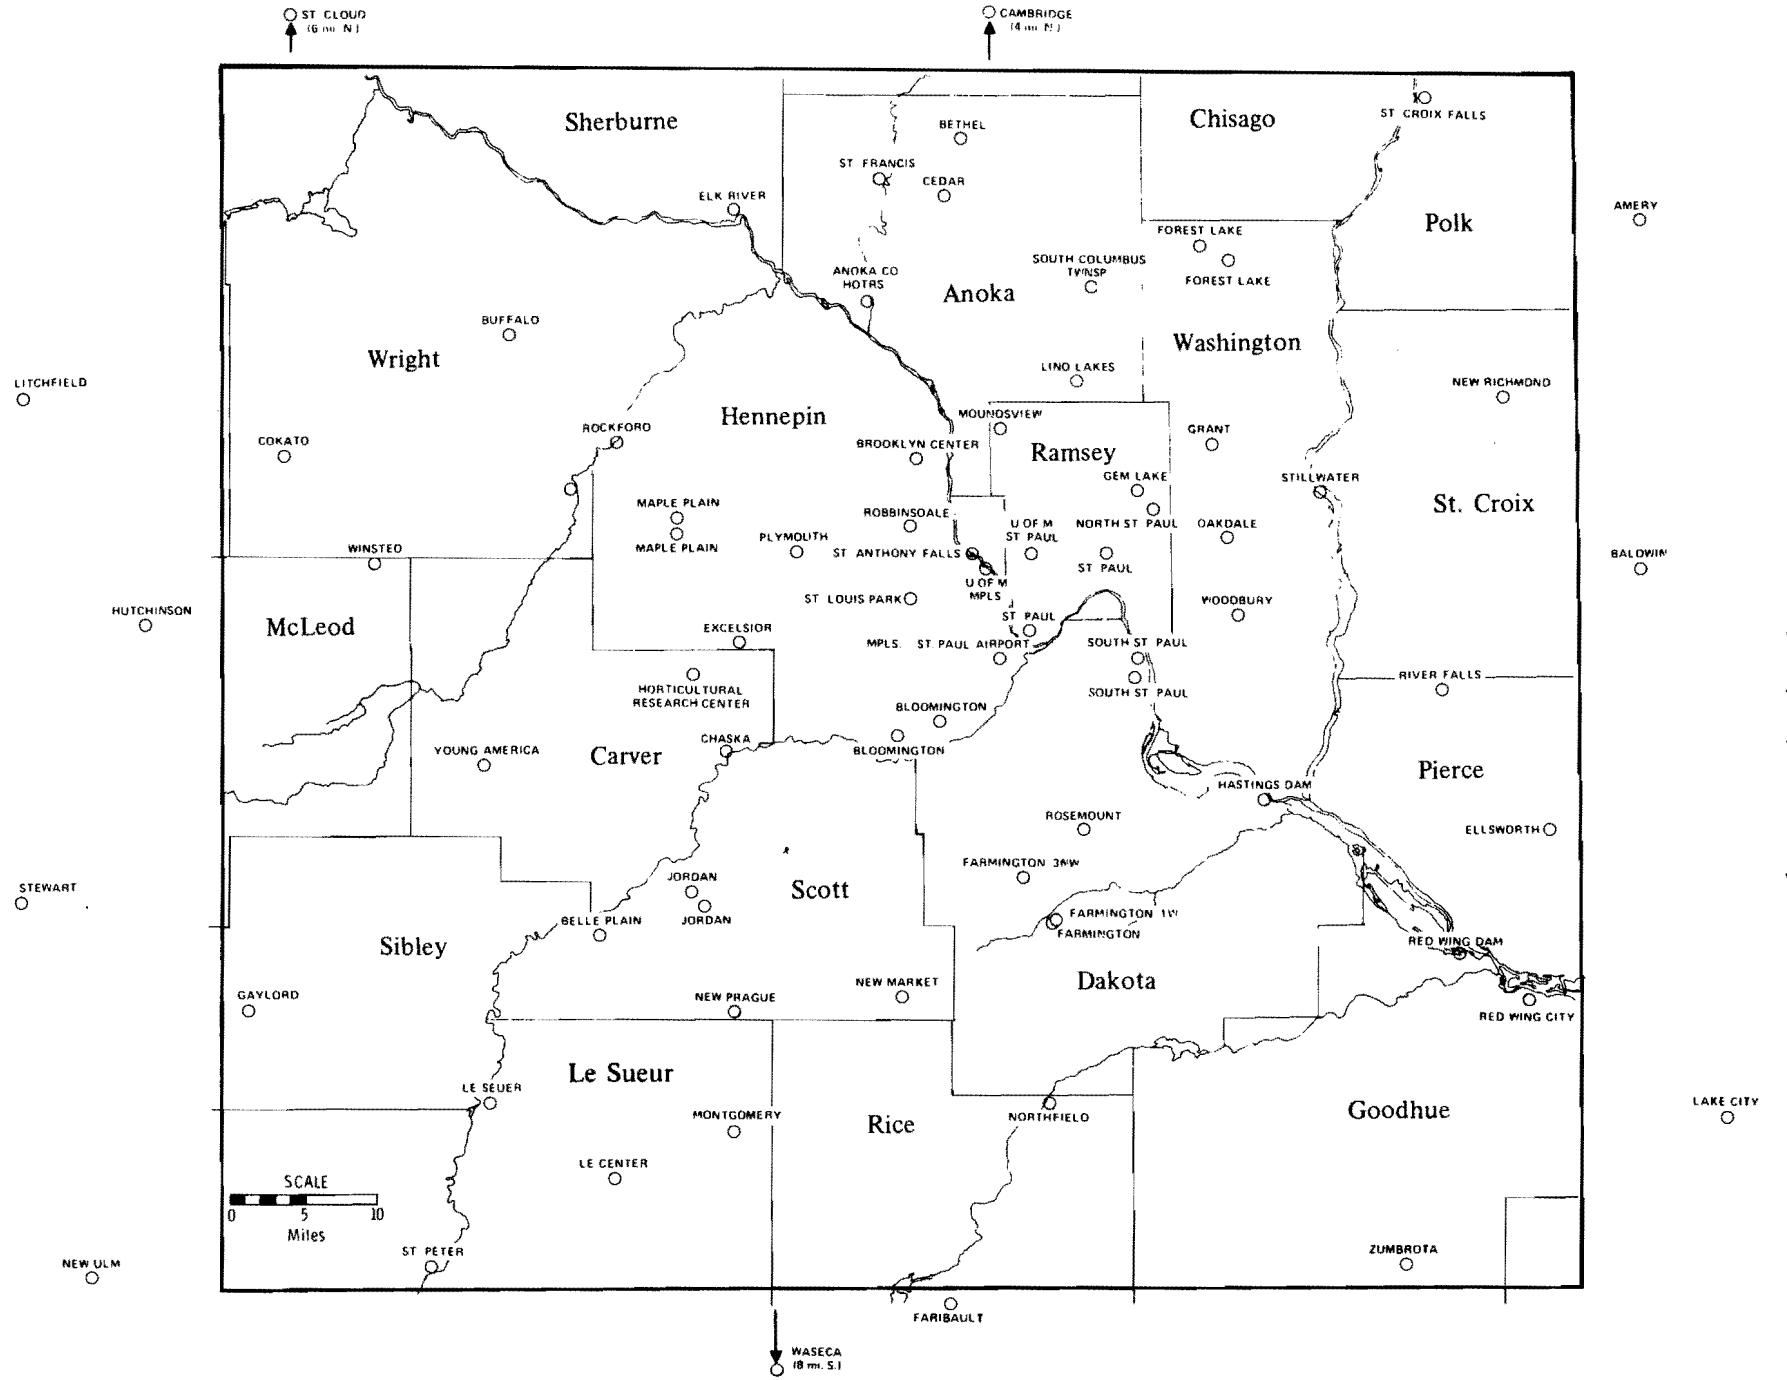 ST CLOUD
(6 mi N)
CAMBRIDGE
(4 mi N)
Sherburne
Chisago
ST CROIX FALLS
BETHEL
ST FRANCIS
CEDAR
ELK RIVER
AMERY
Polk
FOREST LAKE
SOUTH COLUMBUS
TWNSP
FOREST LAKE
ANOKA CO
HOTRS
Anoka
BUFFALO
Wright
Washington
LITCHFIELD
LINO LAKES
NEW RICHMOND
Hennepin
MOUNDSVIEW
ROCKFORD
GRANT
COKATO
BROOKLYN CENTER
Ramsey
GEM LAKE
STILLWATER
MAPLE PLAIN
St. Croix
ROBBINSDALE
U OF M
ST PAUL
NORTH ST PAUL
OAKDALE
PLYMOUTH
MAPLE PLAIN
WINSTED
ST ANTHONY FALLS
BALDWIN
ST PAUL
U OF M
MPLS
ST LOUIS PARK
WOODBURY
HUTCHINSON
McLeod
ST PAUL
EXCELSIOR
MPLS. ST PAUL AIRPORT
SOUTH ST PAUL
RIVER FALLS
HORTICULTURAL
RESEARCH CENTER
SOUTH ST PAUL
BLOOMINGTON
CHASKA
YOUNG AMERICA
BLOOMINGTON
Carver
Pierce
HASTINGS DAM
ROSEMOUNT
ELLSWORTH
FARMINGTON 3NW
JORDAN
STEWART
Scott
JORDAN
BELLE PLAIN
FARMINGTON 1W
FARMINGTON
Sibley
RED WING DAM
NEW MARKET
Dakota
GAYLORD
NEW PRAGUE
RED WING CITY
Le Sueur
LE SEUER
LAKE CITY
MONTGOMERY
Rice
NORTHFIELD
Goodhue
LE CENTER
SCALE
0 5 10
Miles
ST PETER
ZUMBROTA
NEW ULM
FARIBAULT
WASECA
(8 mi. S.)